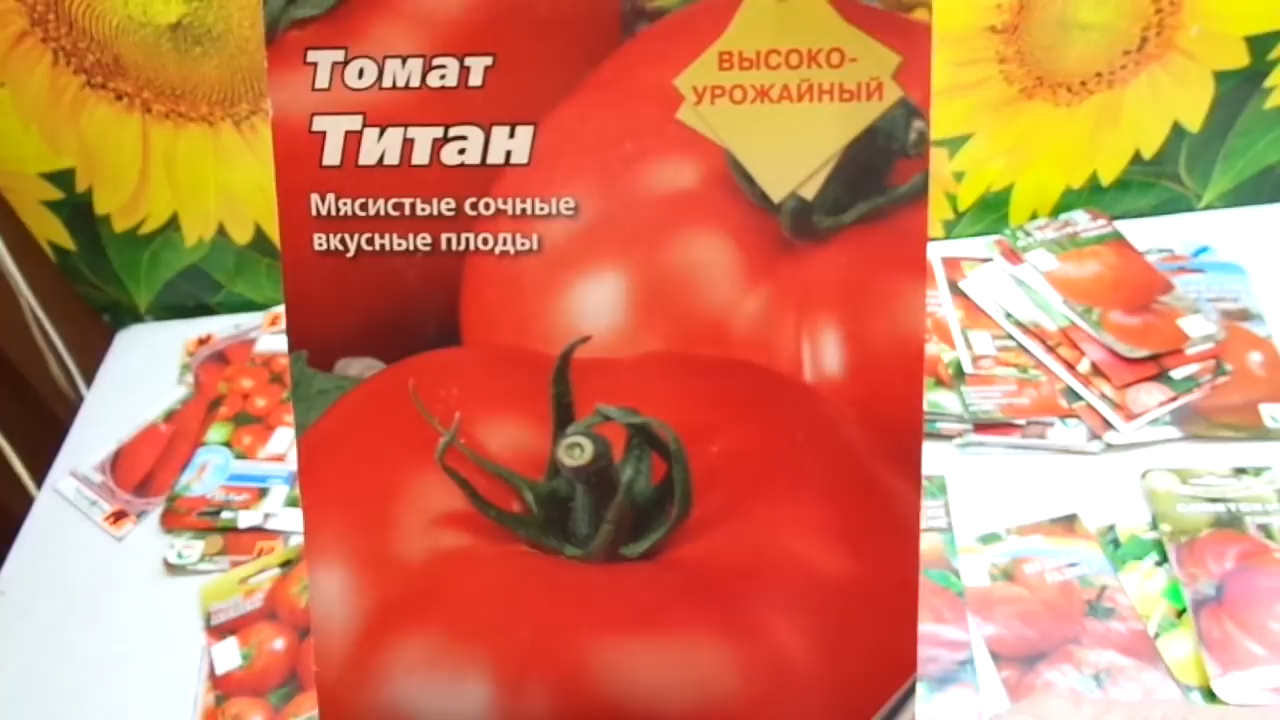 Томат
Титан
Мясистые сочные
вкусные плоды
ВЫСОКО-
УРОЖАЙНЫЙ